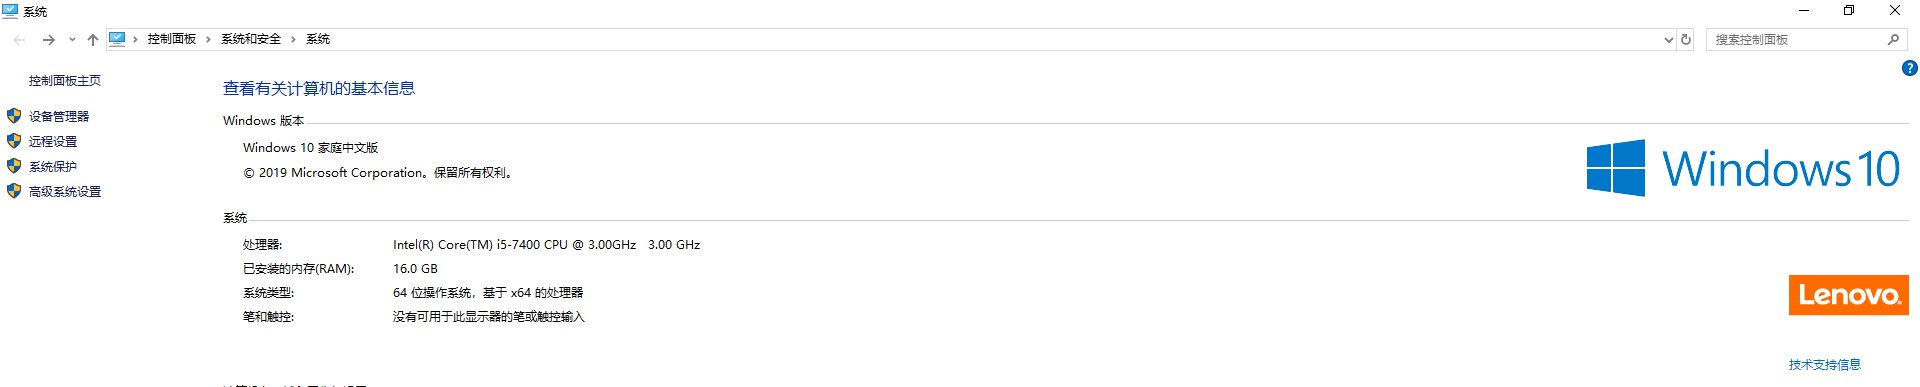 系统
控制面板 系统和安全 系统
搜索控制面板
控制面板主页
设备管理器
远程设置
系统保护
高级系统设置
查看有关计算机的基本信息
Windows 版本
Windows 10 家庭中文版
© 2019 Microsoft Corporation。保留所有权利。
Windows 10
系统
处理器: Intel(R) Core(TM) i5-7400 CPU @ 3.00GHz 3.00 GHz
已安装的内存(RAM): 16.0 GB
系统类型: 64 位操作系统，基于 x64 的处理器
笔和触控: 没有可用于此显示器的笔或触控输入
Lenovo
技术支持信息